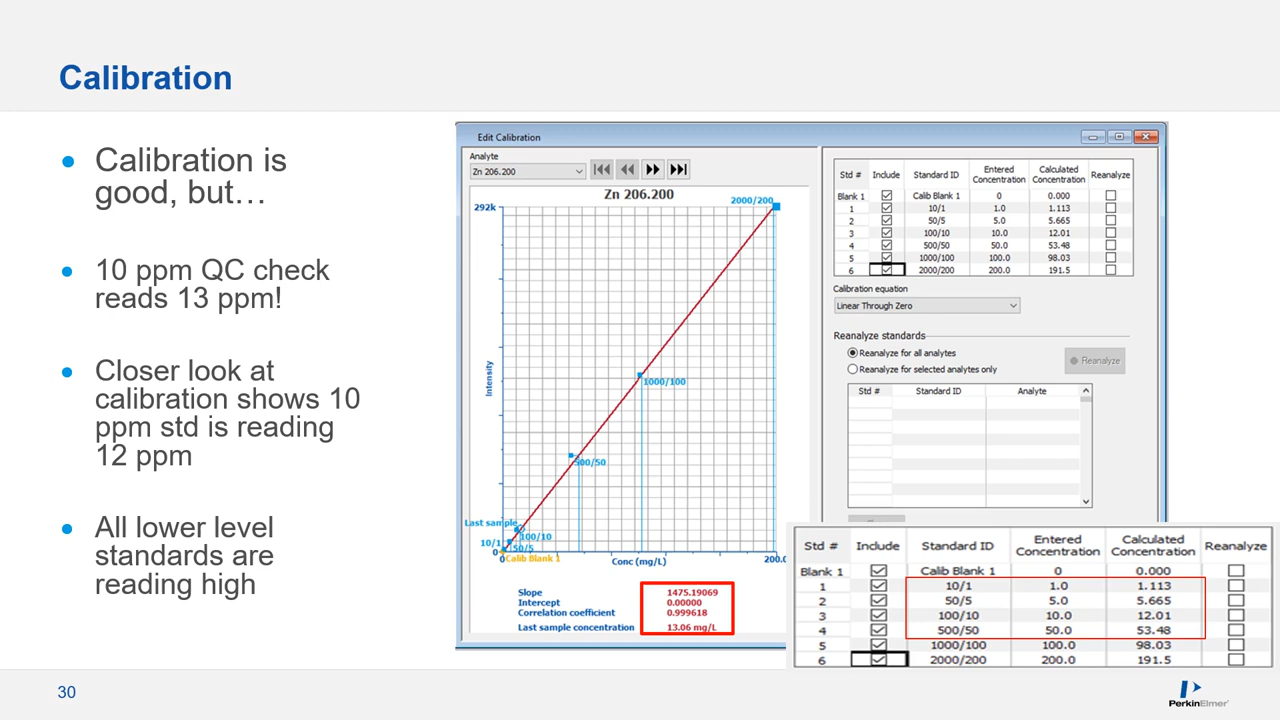 Calibration
• Calibration is
good, but…
• 10 ppm QC check
reads 13 ppm!
• Closer look at
calibration shows 10
ppm std is reading
12 ppm
• All lower level
standards are
reading high
Edit Calibration
Analyte
Zn 206.200
Zn 206.200
292k
2000/200
Intensity
1000/100
500/50
Last sample
100/10
10/1
50/5
0
Calib Blank 1
0
Conc (mg/L)
200.0
Slope 1475.19069
Intercept 0.00000
Correlation coefficient 0.999618
Last sample concentration 13.06 mg/L
Std # Include Standard ID Entered Concentration Calculated Concentration Reanalyze
Blank 1 Calib Blank 1 0 0.000
1 10/1 1.0 1.113
2 50/5 5.0 5.665
3 100/10 10.0 12.01
4 500/50 50.0 53.48
5 1000/100 100.0 98.03
6 2000/200 200.0 191.5
Calibration equation
Linear Through Zero
Reanalyze standards
Reanalyze for all analytes
Reanalyze for selected analytes only
Reanalyze
Std # Standard ID Analyte
Std # Include Standard ID Entered Concentration Calculated Concentration Reanalyze
Blank 1 Calib Blank 1 0 0.000
1 10/1 1.0 1.113
2 50/5 5.0 5.665
3 100/10 10.0 12.01
4 500/50 50.0 53.48
5 1000/100 100.0 98.03
6 2000/200 200.0 191.5
30
PerkinElmer